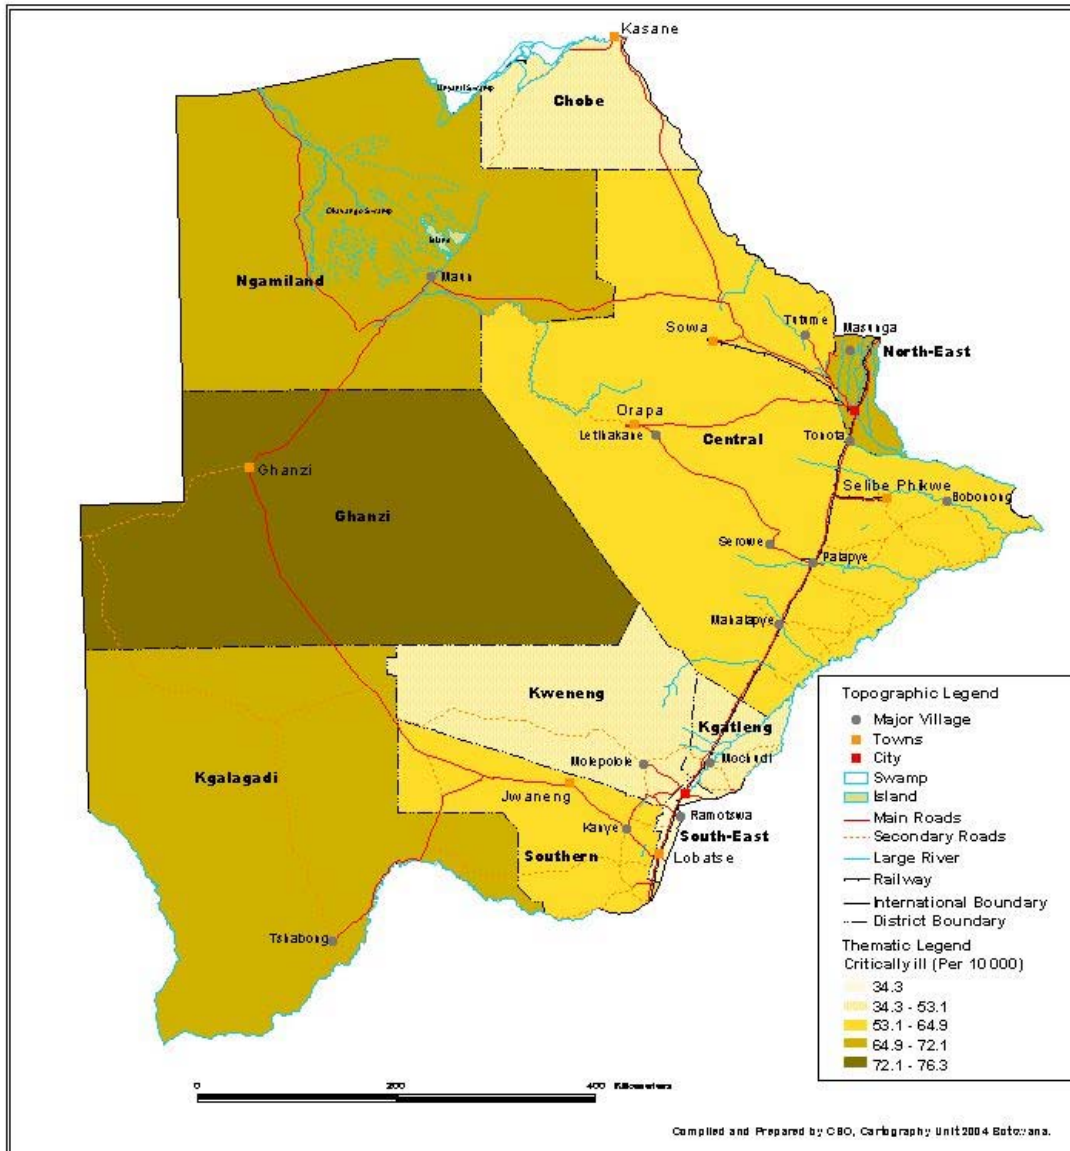 Kasane
Chobe
Ngamiland
Maun
Sowa
Tutume
Masunga
North-East
Orapa
Letlhakane
Central
Tonota
Ghanzi
Selibe Phikwe
Bobonong
Ghanzi
Serowe
Palapye
Mahalapye
Kweneng
Kgatleng
Kgalagadi
Molepolole
Mochudi
Jwaneng
Ramotswa
Kanye
South-East
Southern
Lobatse
Tshabong
Topographic Legend
Major Village
Towns
City
Swamp
Island
Main Roads
Secondary Roads
Large River
Railway
International Boundary
District Boundary
Thematic Legend
Critically ill (Per 10 000)
34.3
34.3 - 53.1
53.1 - 64.9
64.9 - 72.1
72.1 - 76.3
0 200 400 Kilometers
Compiled and Prepared by CSO, Cartography Unit 2004 Botswana.